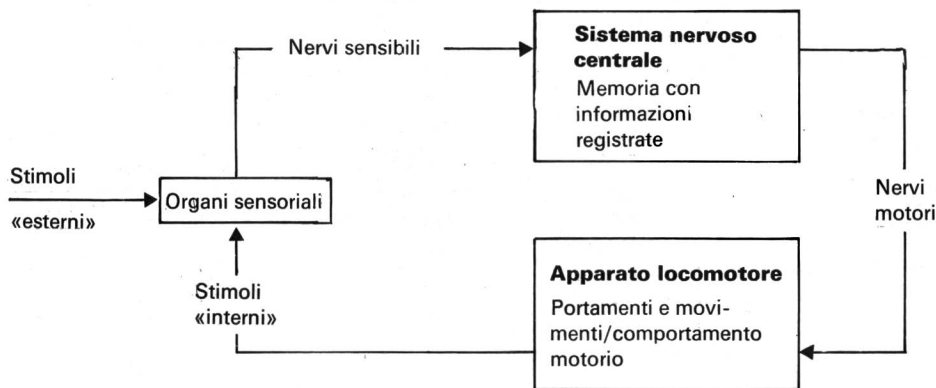 Nervi sensibili
Sistema nervoso
centrale
Memoria con
informazioni
registrate
Stimoli
«esterni»
Organi sensoriali
Nervi
motori
Stimoli
«interni»
Apparato locomotore
Portamenti e movi-
menti/comportamento
motorio